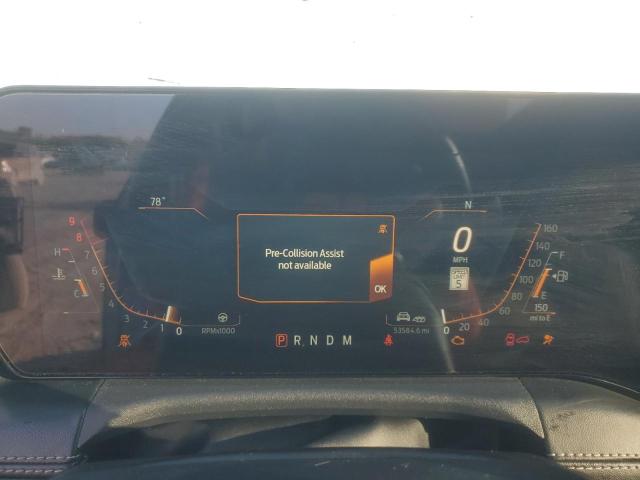 78°
N
Pre-Collision Assist
not available
OK
0
MPH
SPEED
LIMIT
5
9
8
7
6
5
4
3
2
1
0
H
C
RPMx1000
P R N D M
53584.6 mi
160
140
120
100
80
60
40
20
0
F
E
150
mi to E